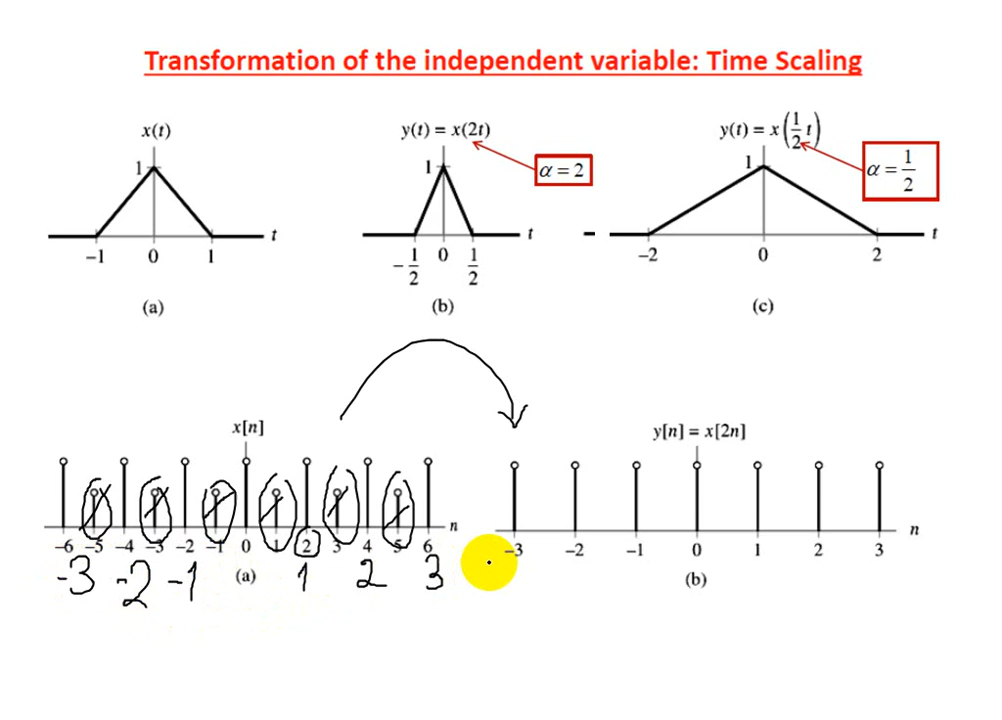 Transformation of the independent variable: Time Scaling
x(t)
1
t
−1 0 1
(a)
y(t) = x(2t)
α = 2
1
t
−1/2 0 1/2
(b)
y(t) = x(1/2 t)
α = 1/2
1
t
−2 0 2
(c)
x[n]
n
−6 −5 −4 −3 −2 −1 0 1 2 3 4 5 6
-3 -2 -1 1 2 3
(a)
y[n] = x[2n]
n
−3 −2 −1 0 1 2 3
(b)